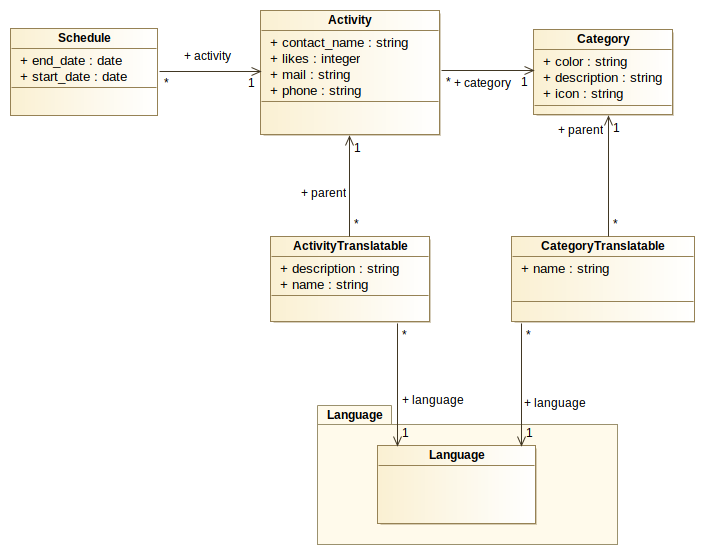 Schedule
+ end_date : date
+ start_date : date
+ activity
*
1
Activity
+ contact_name : string
+ likes : integer
+ mail : string
+ phone : string
*
+ category
1
Category
+ color : string
+ description : string
+ icon : string
1
+ parent
*
+ parent
1
*
ActivityTranslatable
+ description : string
+ name : string
CategoryTranslatable
+ name : string
*
+ language
1
*
+ language
1
Language
Language